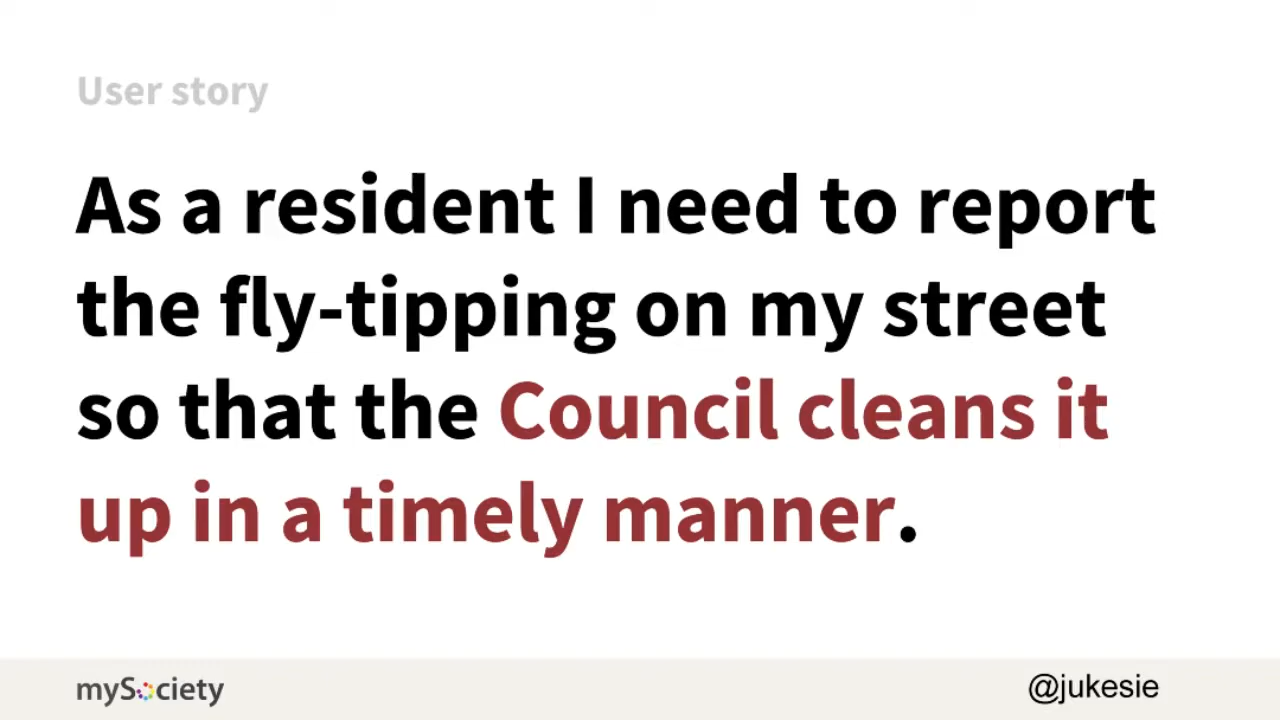 User story
As a resident I need to report
the fly-tipping on my street
so that the Council cleans it
up in a timely manner.
mySociety
@jukesie